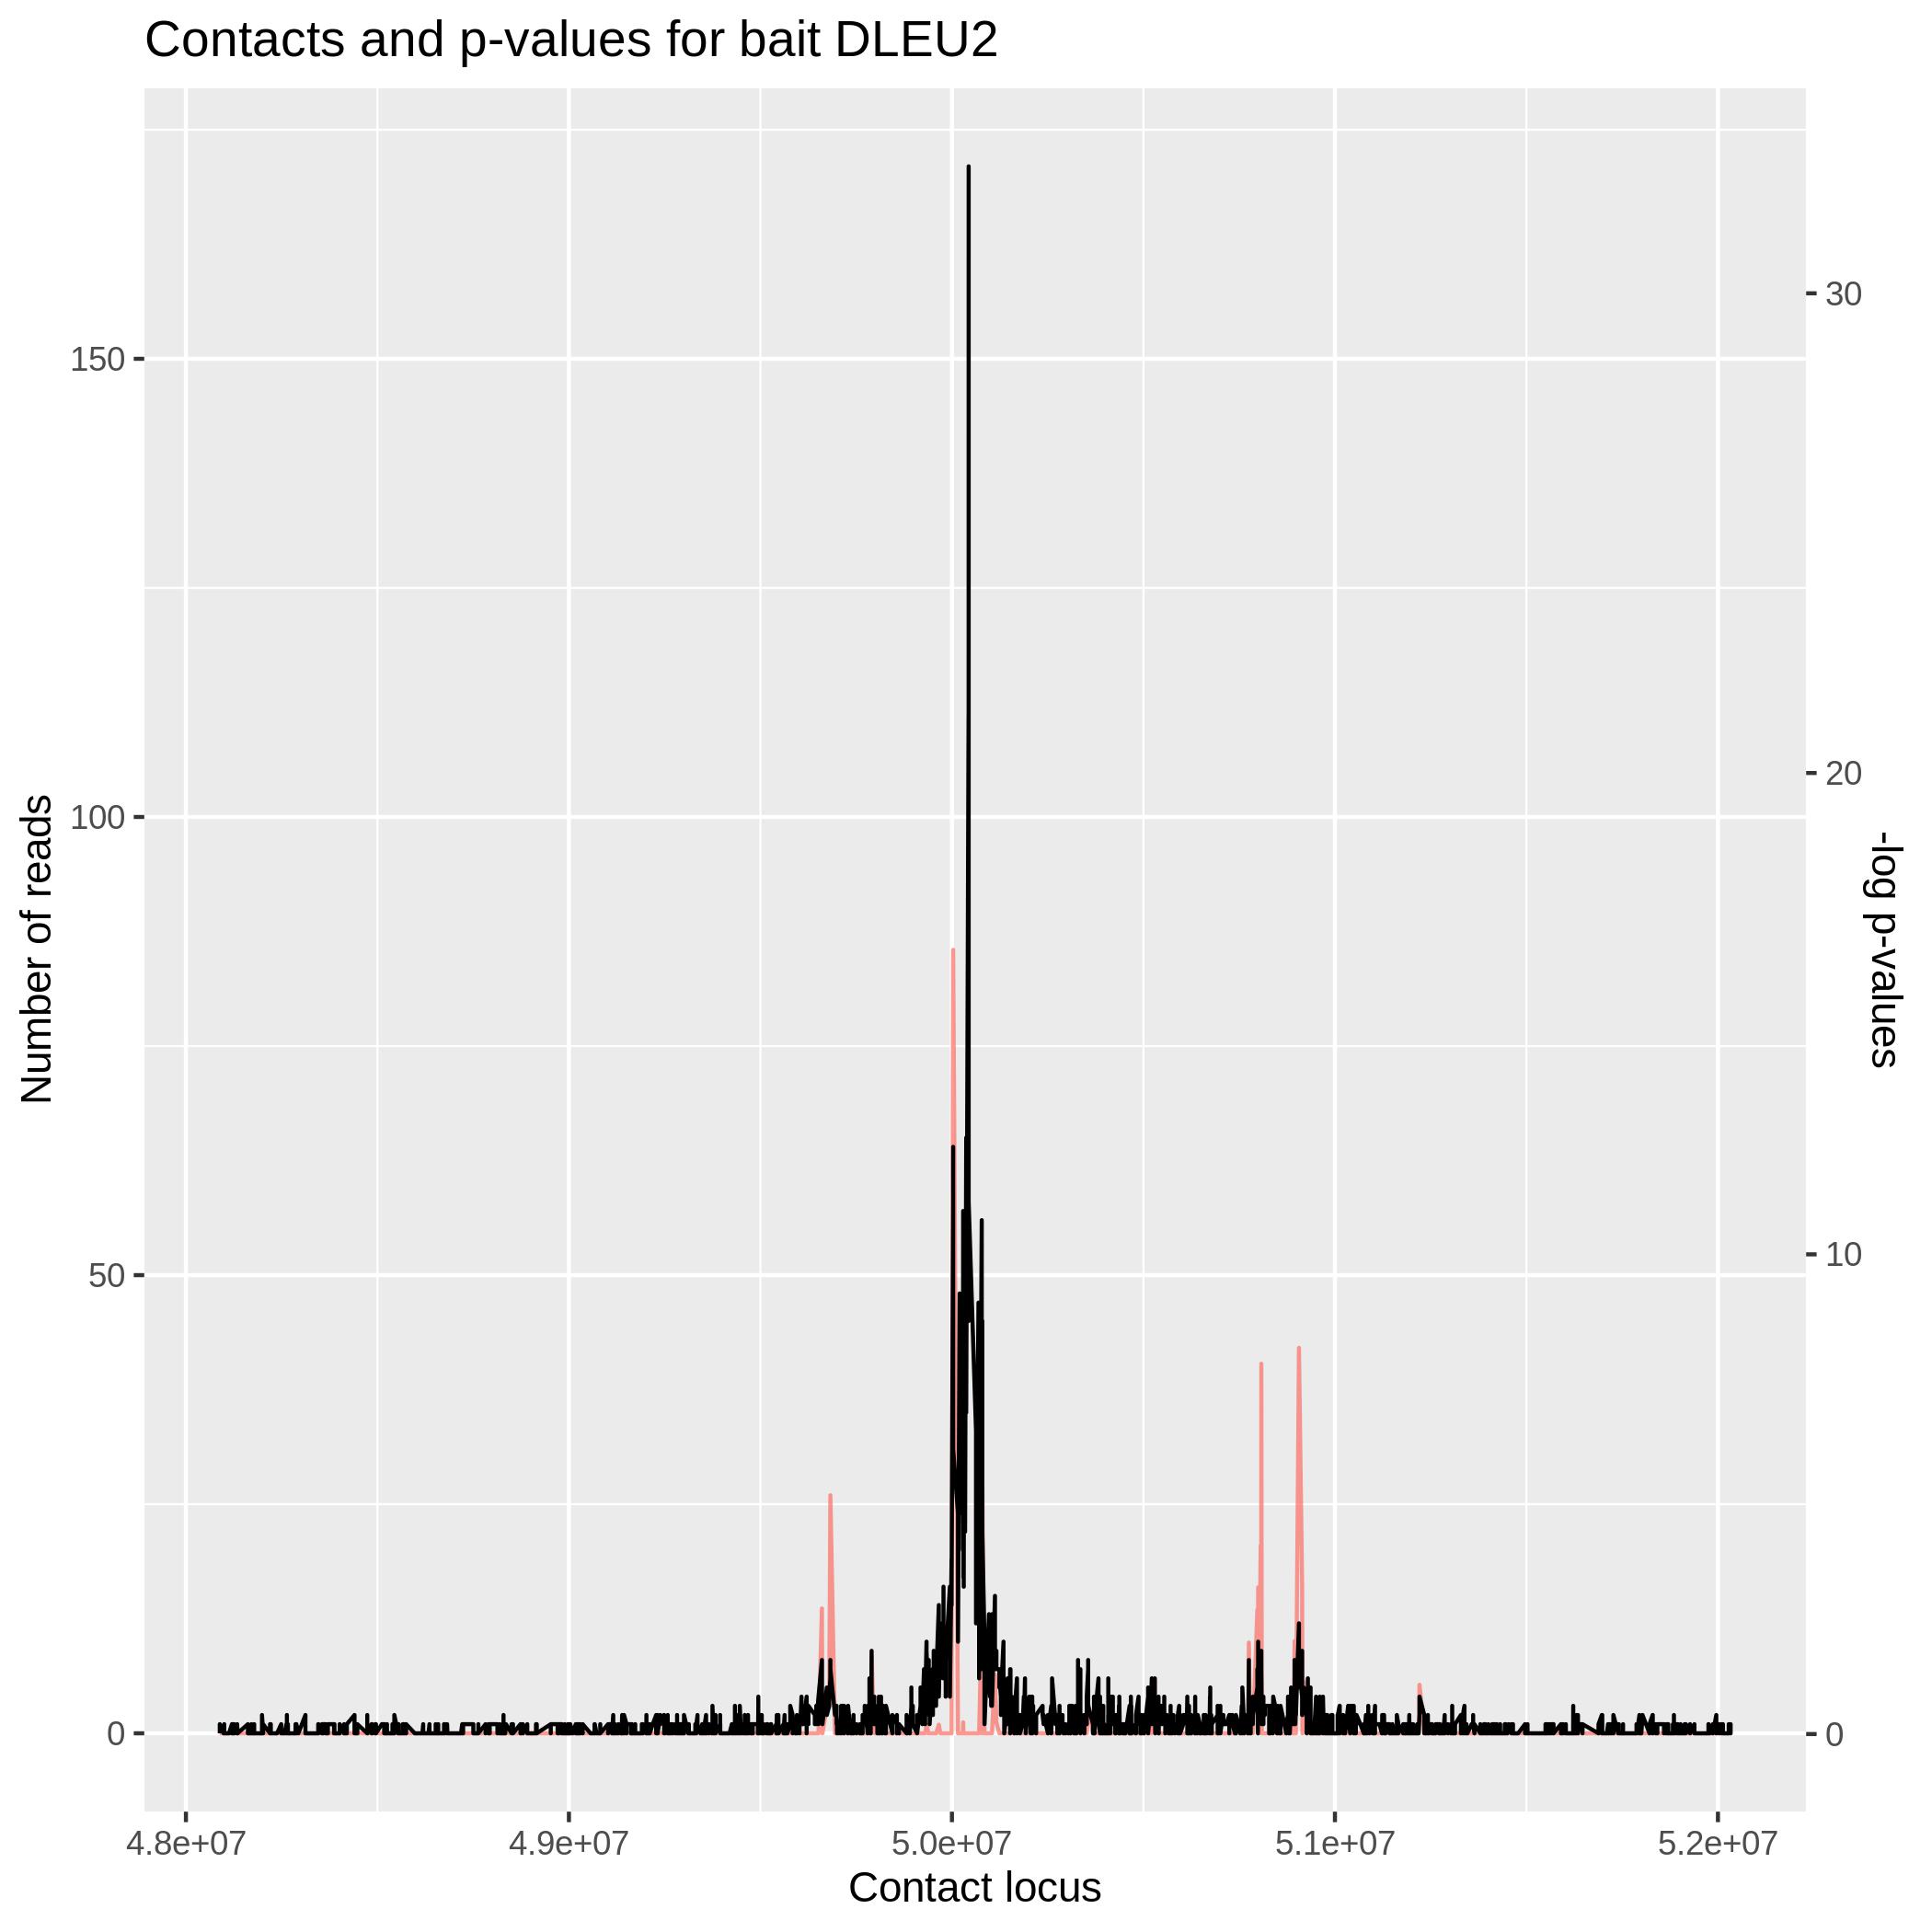 Contacts and p-values for bait DLEU2
Number of reads
150
100
50
0
30
20
10
0
-log p-values
4.8e+07 4.9e+07 5.0e+07 5.1e+07 5.2e+07
Contact locus